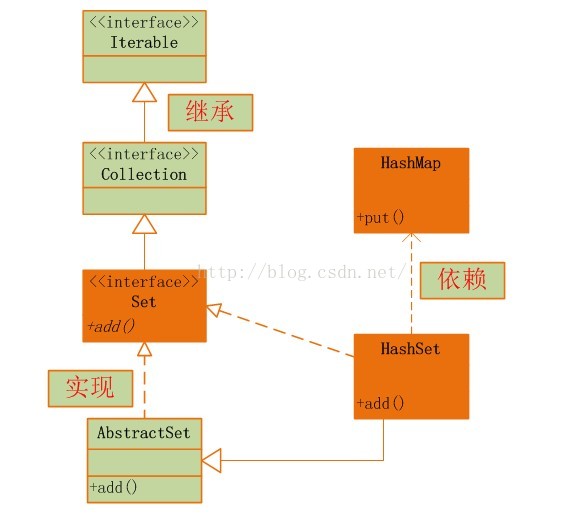 <<interface>>
Iterable
继承
<<interface>>
Collection
HashMap
+put()
http://blog.csdn.net/
依赖
<<interface>>
Set
+add()
HashSet
+add()
实现
AbstractSet
+add()